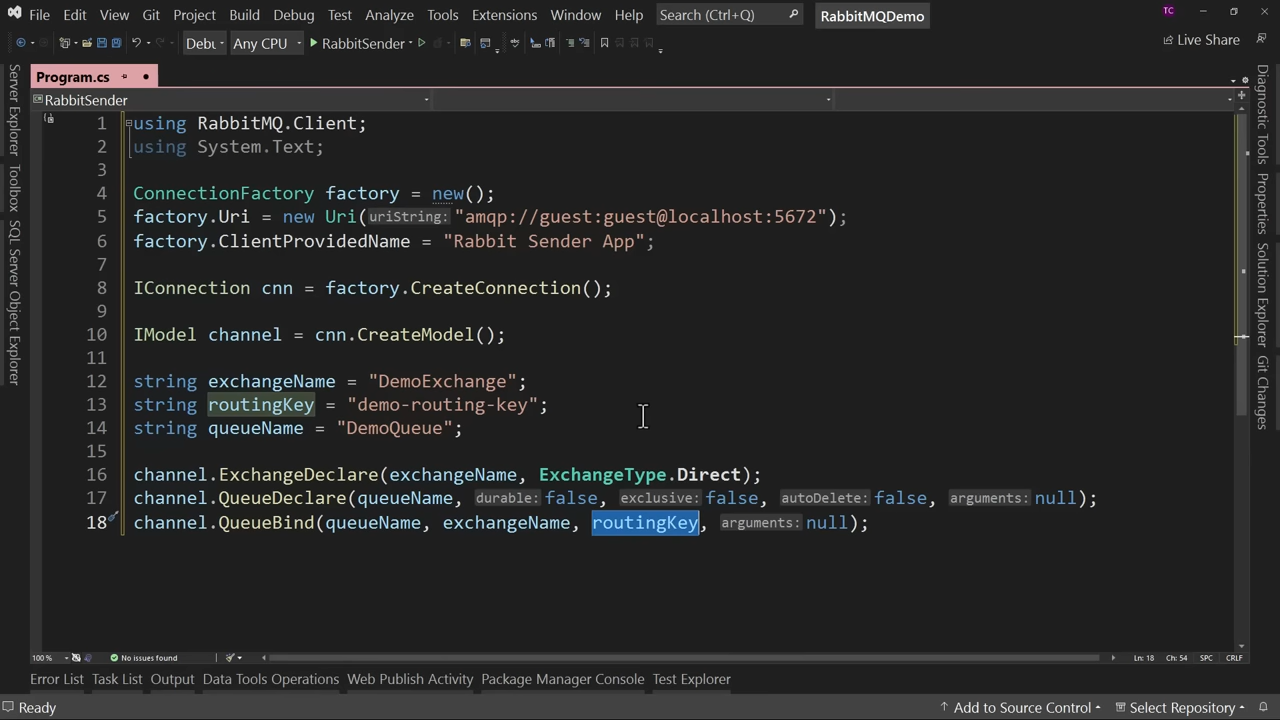 File Edit View Git Project Build Debug Test Analyze Tools Extensions Window Help Search (Ctrl+Q) RabbitMQDemo TC
Debu Any CPU RabbitSender Live Share
Program.cs
RabbitSender
1 using RabbitMQ.Client;
2 using System.Text;
3
4 ConnectionFactory factory = new();
5 factory.Uri = new Uri(uriString: "amqp://guest:guest@localhost:5672");
6 factory.ClientProvidedName = "Rabbit Sender App";
7
8 IConnection cnn = factory.CreateConnection();
9
10 IModel channel = cnn.CreateModel();
11
12 string exchangeName = "DemoExchange";
13 string routingKey = "demo-routing-key";
14 string queueName = "DemoQueue";
15
16 channel.ExchangeDeclare(exchangeName, ExchangeType.Direct);
17 channel.QueueDeclare(queueName, durable: false, exclusive: false, autoDelete: false, arguments: null);
18 channel.QueueBind(queueName, exchangeName, routingKey, arguments: null);
Server Explorer
Toolbox
SQL Server Object Explorer
Diagnostic Tools
Properties
Solution Explorer
Git Changes
100 % No issues found Ln: 18 Ch: 54 SPC CRLF
Error List Task List Output Data Tools Operations Web Publish Activity Package Manager Console Test Explorer
Ready Add to Source Control Select Repository